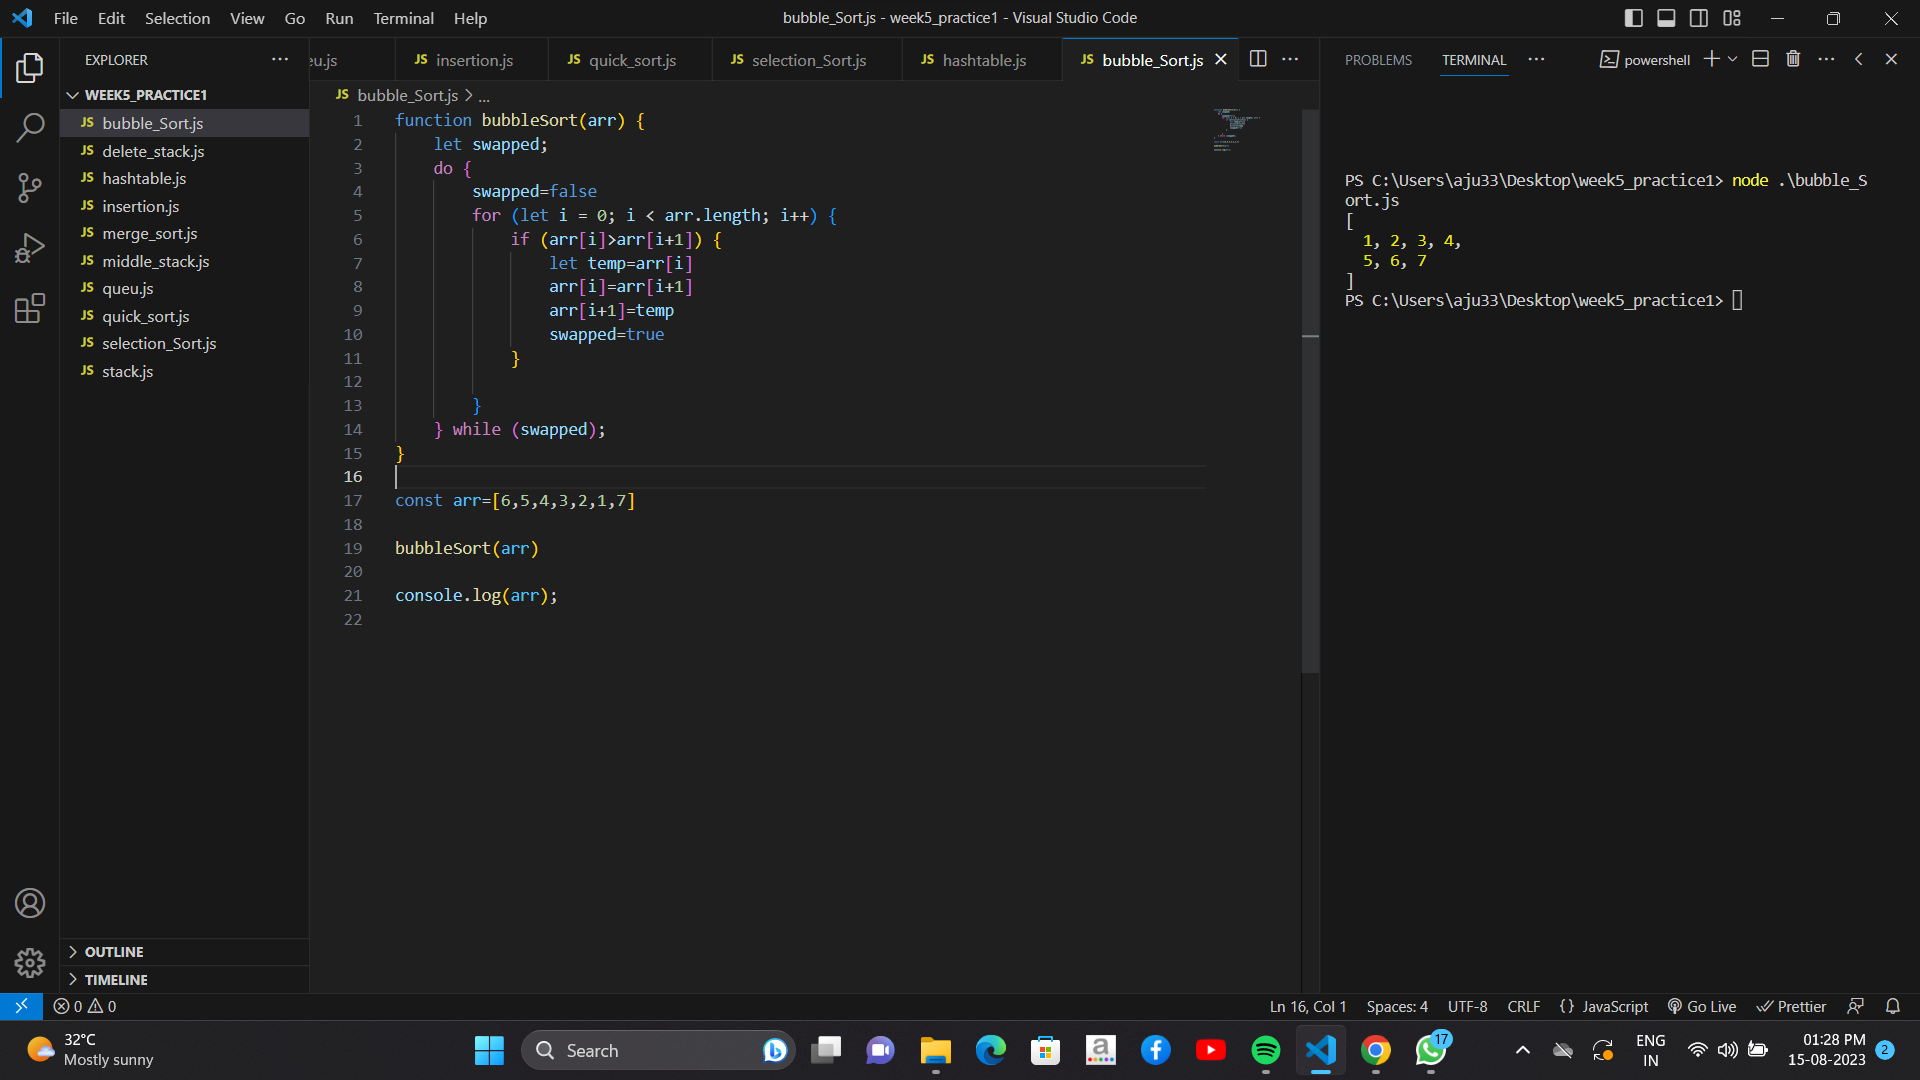 File Edit Selection View Go Run Terminal Help
bubble_Sort.js - week5_practice1 - Visual Studio Code
EXPLORER
WEEK5_PRACTICE1
JS bubble_Sort.js
JS delete_stack.js
JS hashtable.js
JS insertion.js
JS merge_sort.js
JS middle_stack.js
JS queu.js
JS quick_sort.js
JS selection_Sort.js
JS stack.js
OUTLINE
TIMELINE
eu.js JS insertion.js JS quick_sort.js JS selection_Sort.js JS hashtable.js JS bubble_Sort.js
JS bubble_Sort.js > ...
1 function bubbleSort(arr) {
2 let swapped;
3 do {
4 swapped=false
5 for (let i = 0; i < arr.length; i++) {
6 if (arr[i]>arr[i+1]) {
7 let temp=arr[i]
8 arr[i]=arr[i+1]
9 arr[i+1]=temp
10 swapped=true
11 }
12
13 }
14 } while (swapped);
15 }
16
17 const arr=[6,5,4,3,2,1,7]
18
19 bubbleSort(arr)
20
21 console.log(arr);
22
PROBLEMS TERMINAL powershell
PS C:\Users\aju33\Desktop\week5_practice1> node .\bubble_S
ort.js
[
1, 2, 3, 4,
5, 6, 7
]
PS C:\Users\aju33\Desktop\week5_practice1>
0 0 Ln 16, Col 1 Spaces: 4 UTF-8 CRLF {} JavaScript Go Live Prettier
32°C
Mostly sunny
Search
a
17
ENG
IN
01:28 PM
15-08-2023
2